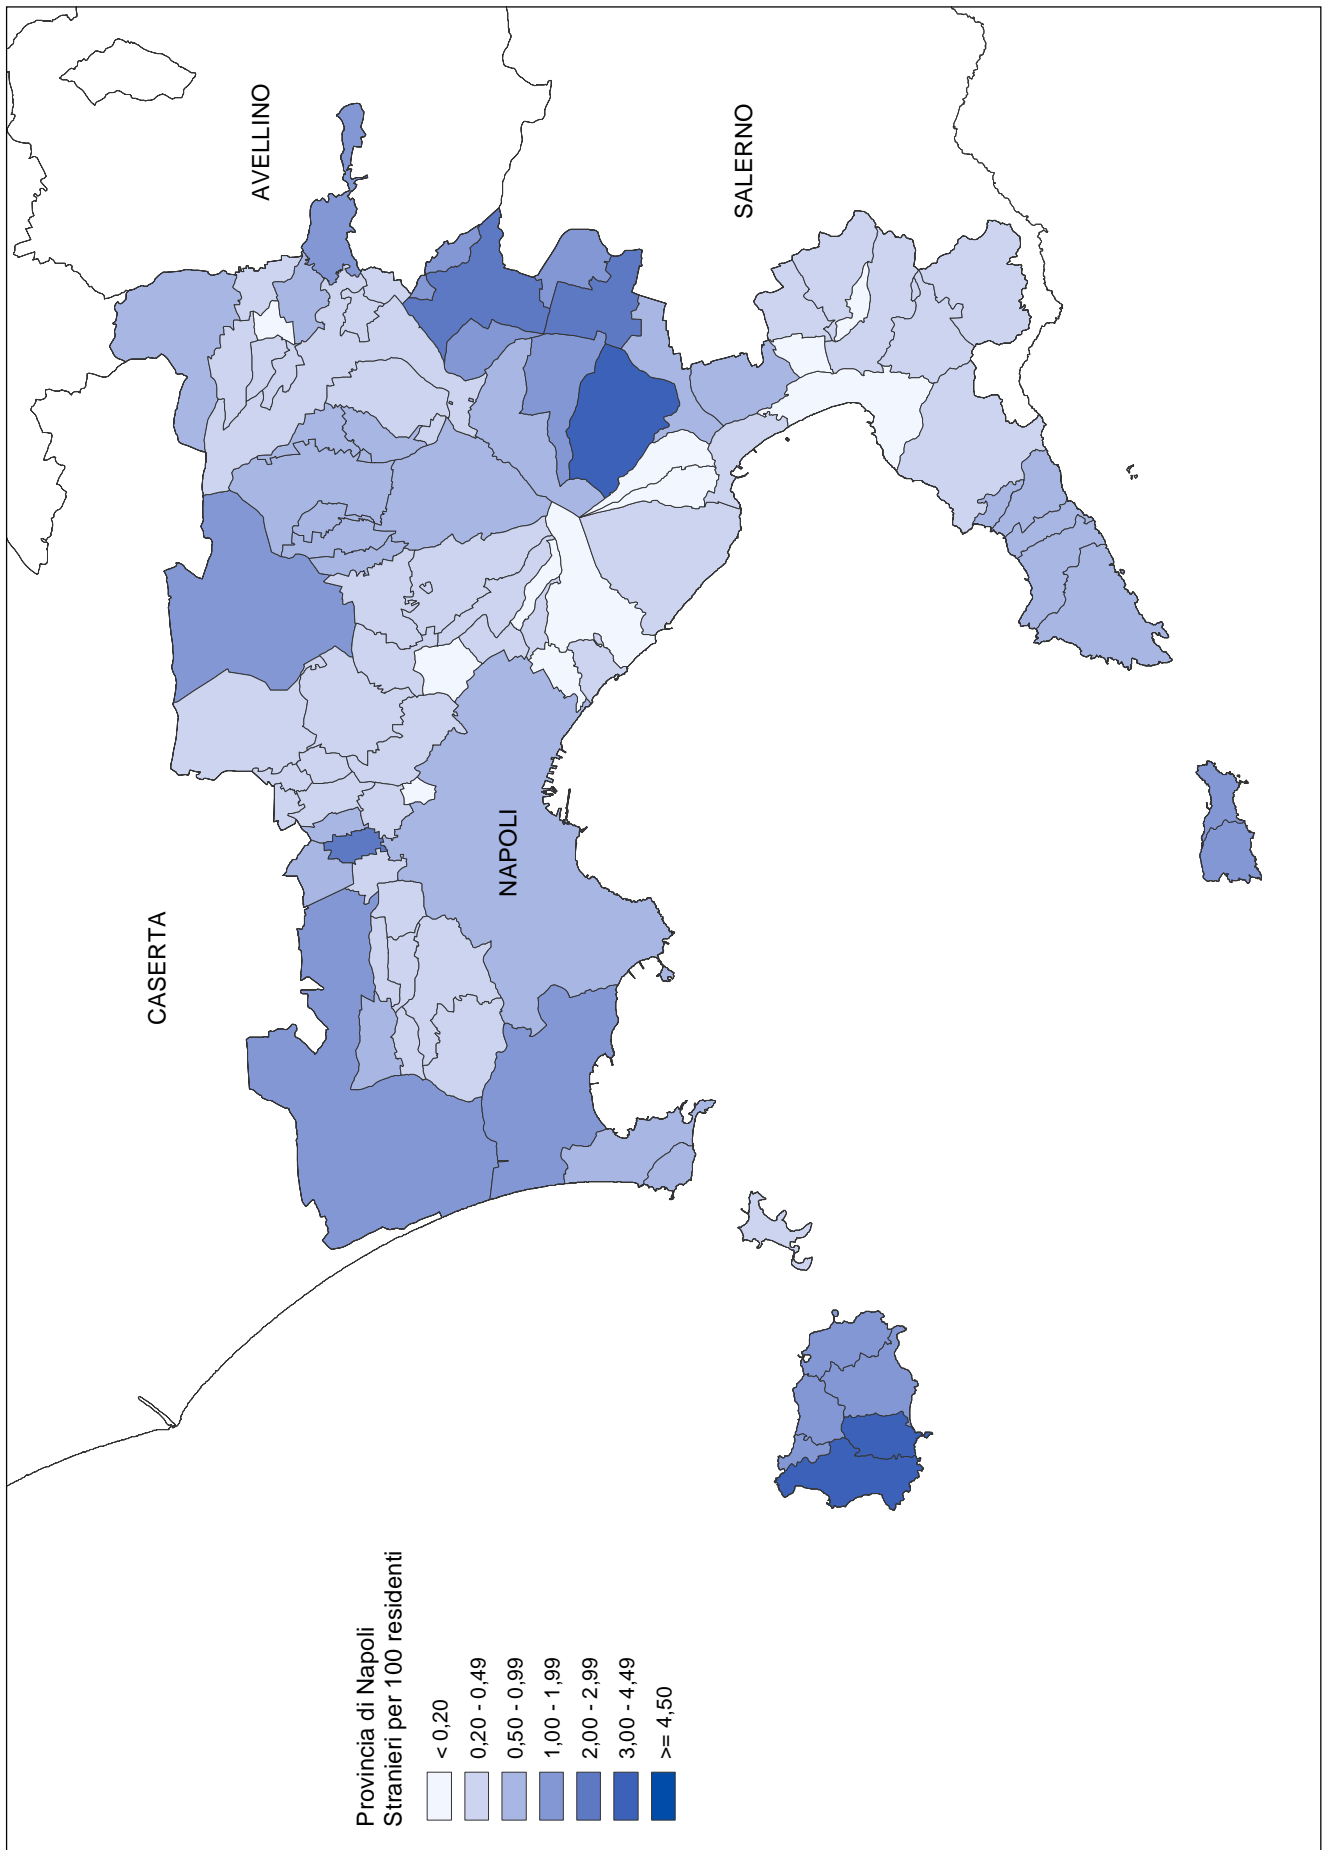 CASERTA
AVELLINO
NAPOLI
SALERNO
Provincia di Napoli
Stranieri per 100 residenti
< 0,20
0,20 - 0,49
0,50 - 0,99
1,00 - 1,99
2,00 - 2,99
3,00 - 4,49
>= 4,50